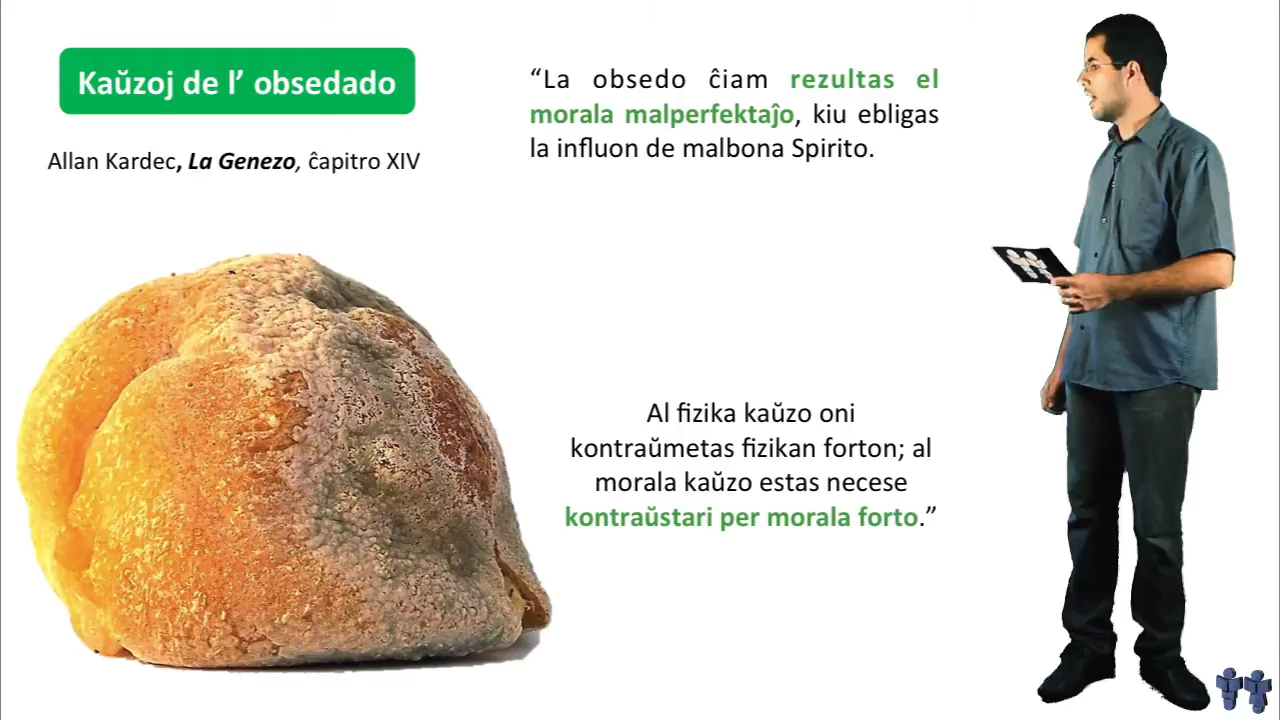 Kaŭzoj de l’ obsedado
Allan Kardec, La Genezo, ĉapitro XIV
“La obsedo ĉiam rezultas el
morala malperfektaĵo, kiu ebligas
la influon de malbona Spirito.
Al fizika kaŭzo oni
kontraŭmetas fizikan forton; al
morala kaŭzo estas necese
kontraŭstari per morala forto.”